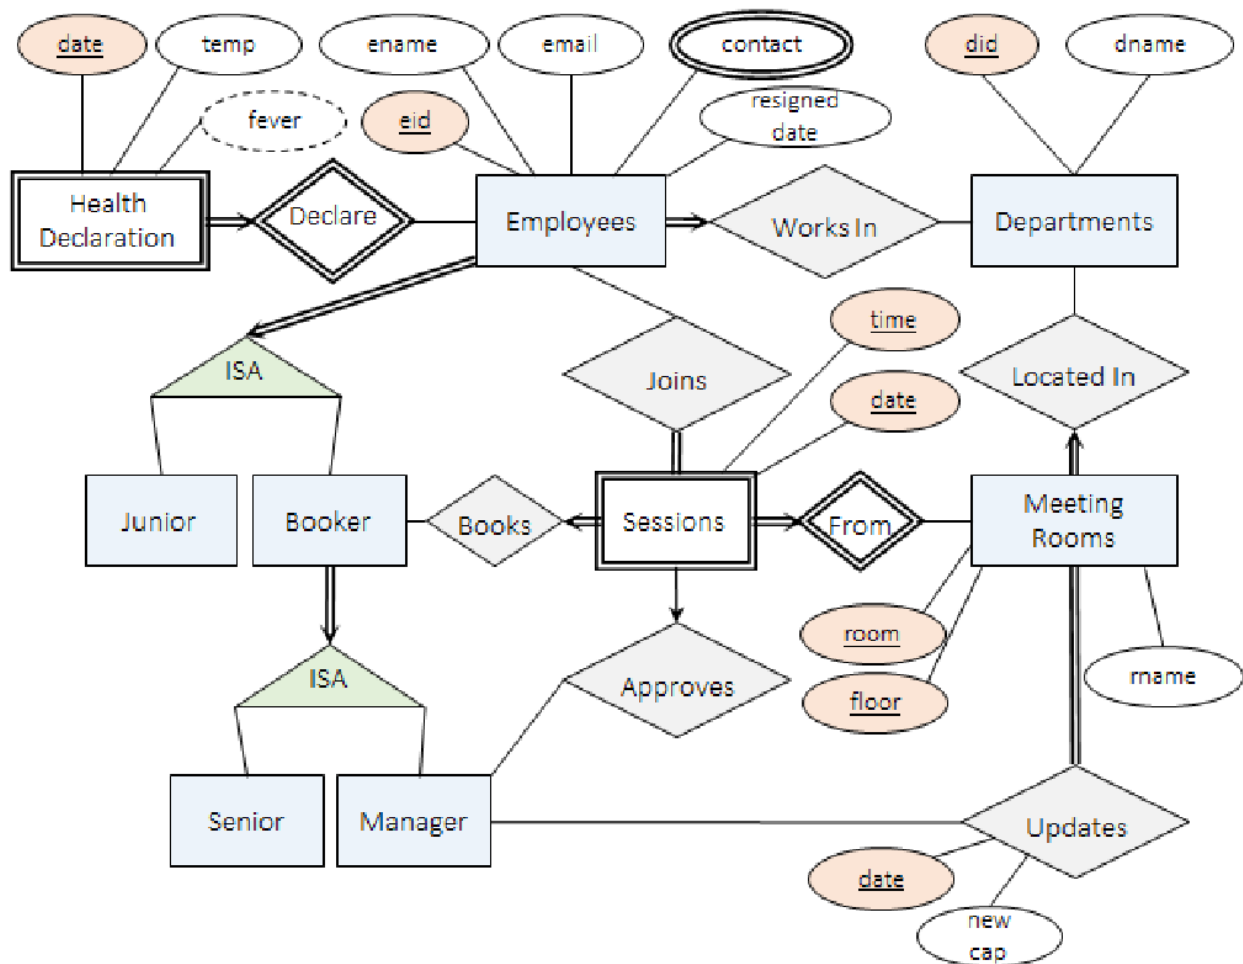 date
temp
ename
email
contact
did
dname
fever
eid
resigned
date
Health
Declaration
Declare
Employees
Works In
Departments
time
ISA
Joins
date
Located In
Junior
Booker
Books
Sessions
From
Meeting
Rooms
room
rname
ISA
Approves
floor
Senior
Manager
Updates
date
new
cap